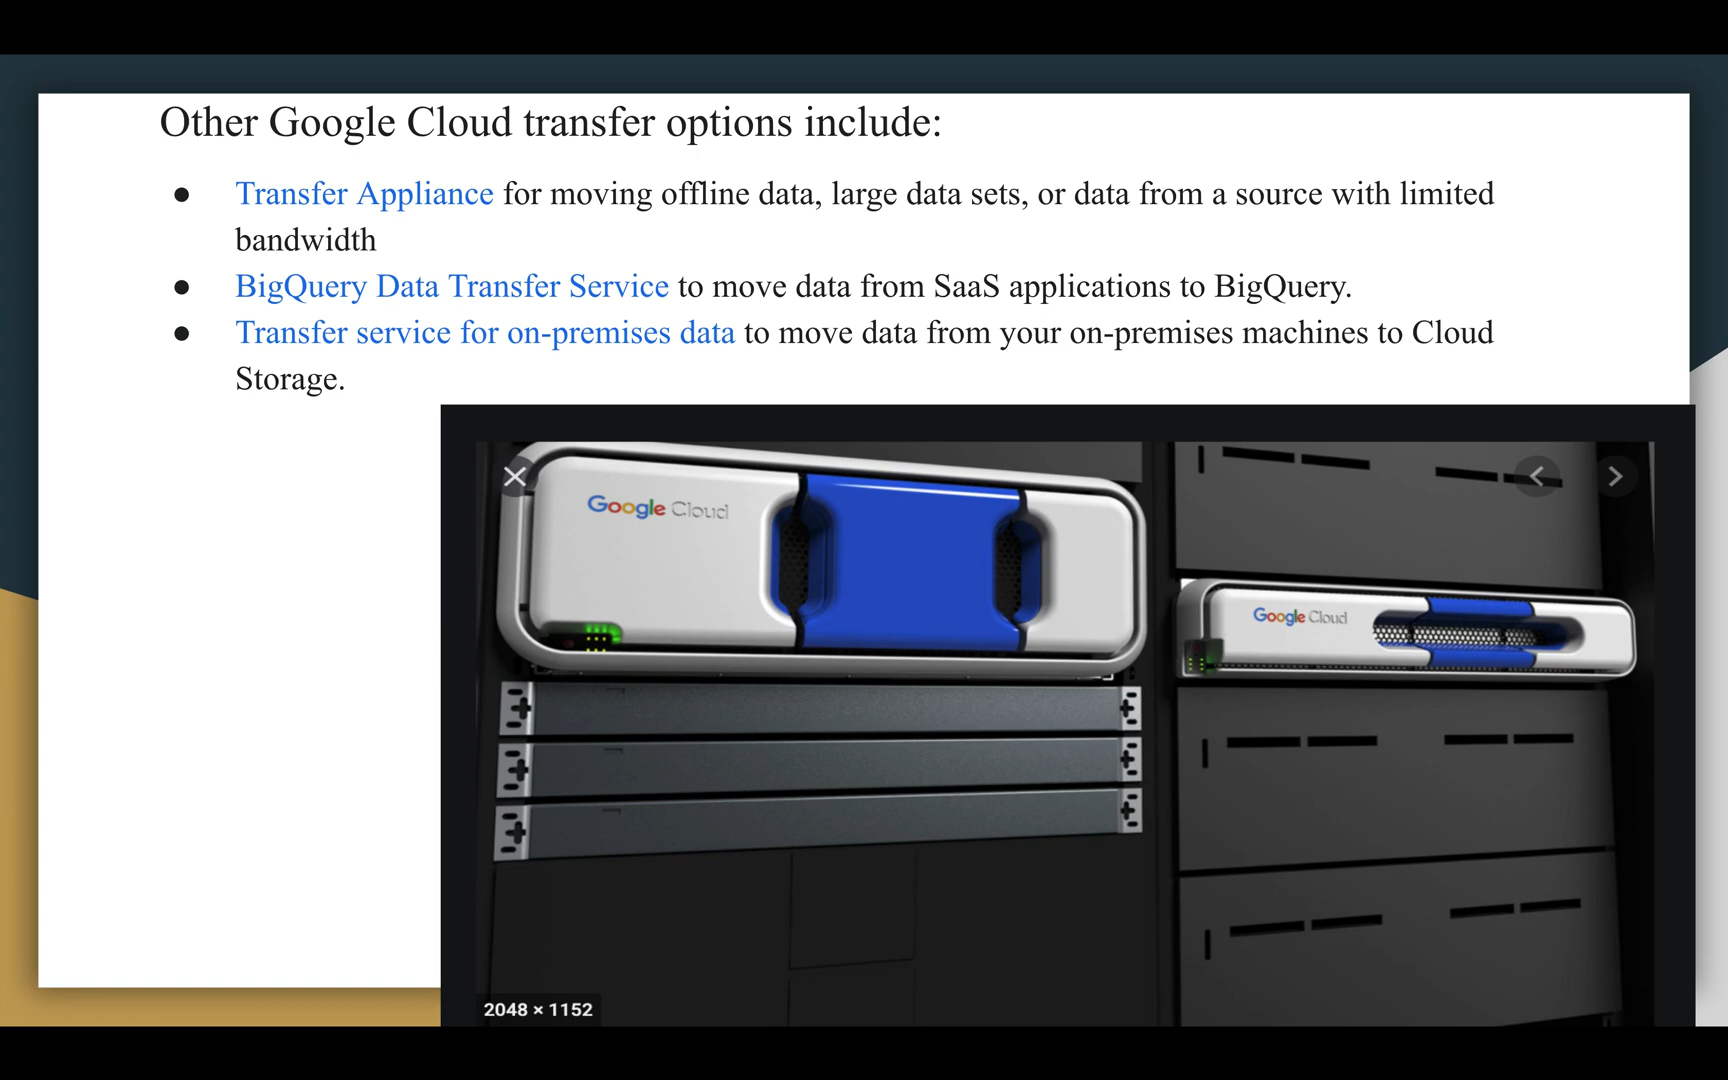 Other Google Cloud transfer options include:
● Transfer Appliance for moving offline data, large data sets, or data from a source with limited
bandwidth
● BigQuery Data Transfer Service to move data from SaaS applications to BigQuery.
● Transfer service for on-premises data to move data from your on-premises machines to Cloud
Storage.
Google Cloud
Google Cloud
2048 × 1152